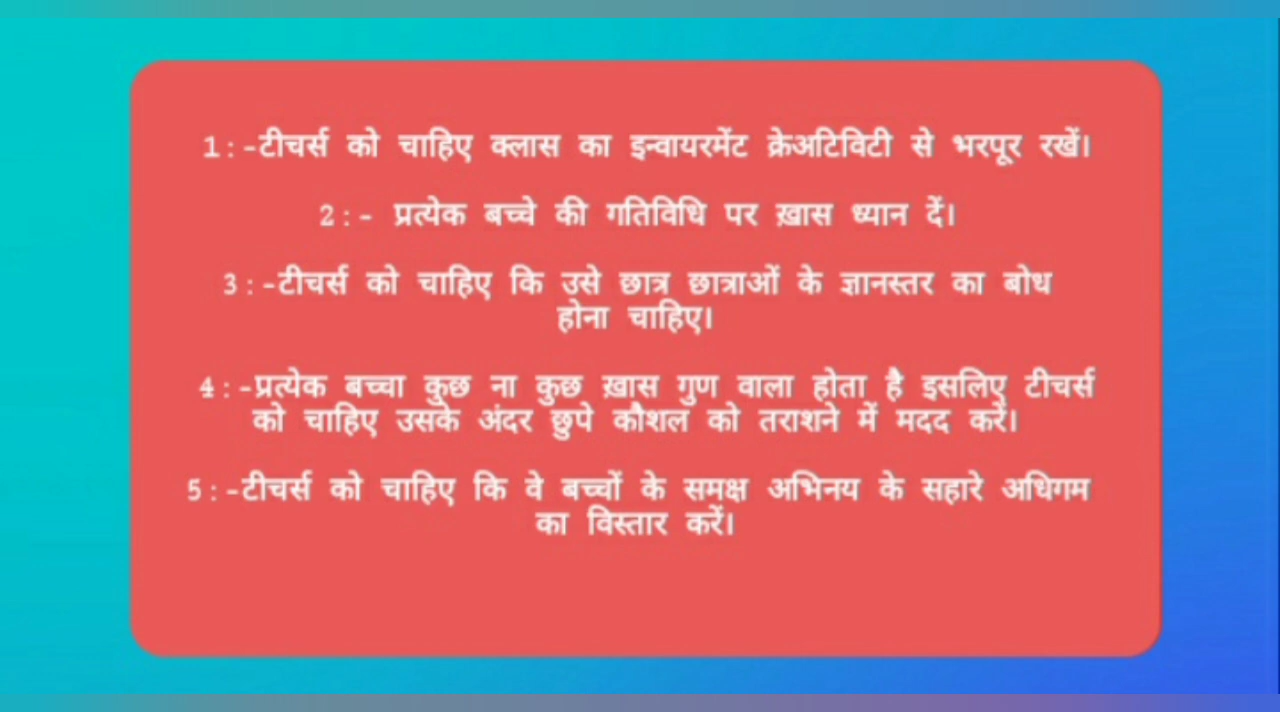 1:-टीचर्स को चाहिए क्लास का इन्वायरमेंट क्रेअटिविटी से भरपूर रखें।
2:- प्रत्येक बच्चे की गतिविधि पर ख़ास ध्यान दें।
3:-टीचर्स को चाहिए कि उसे छात्र छात्राओं के ज्ञानस्तर का बोध
होना चाहिए।
4:-प्रत्येक बच्चा कुछ ना कुछ ख़ास गुण वाला होता है इसलिए टीचर्स
को चाहिए उसके अंदर छुपे कौशल को तराशने में मदद करें।
5:-टीचर्स को चाहिए कि वे बच्चों के समक्ष अभिनय के सहारे अधिगम
का विस्तार करें।